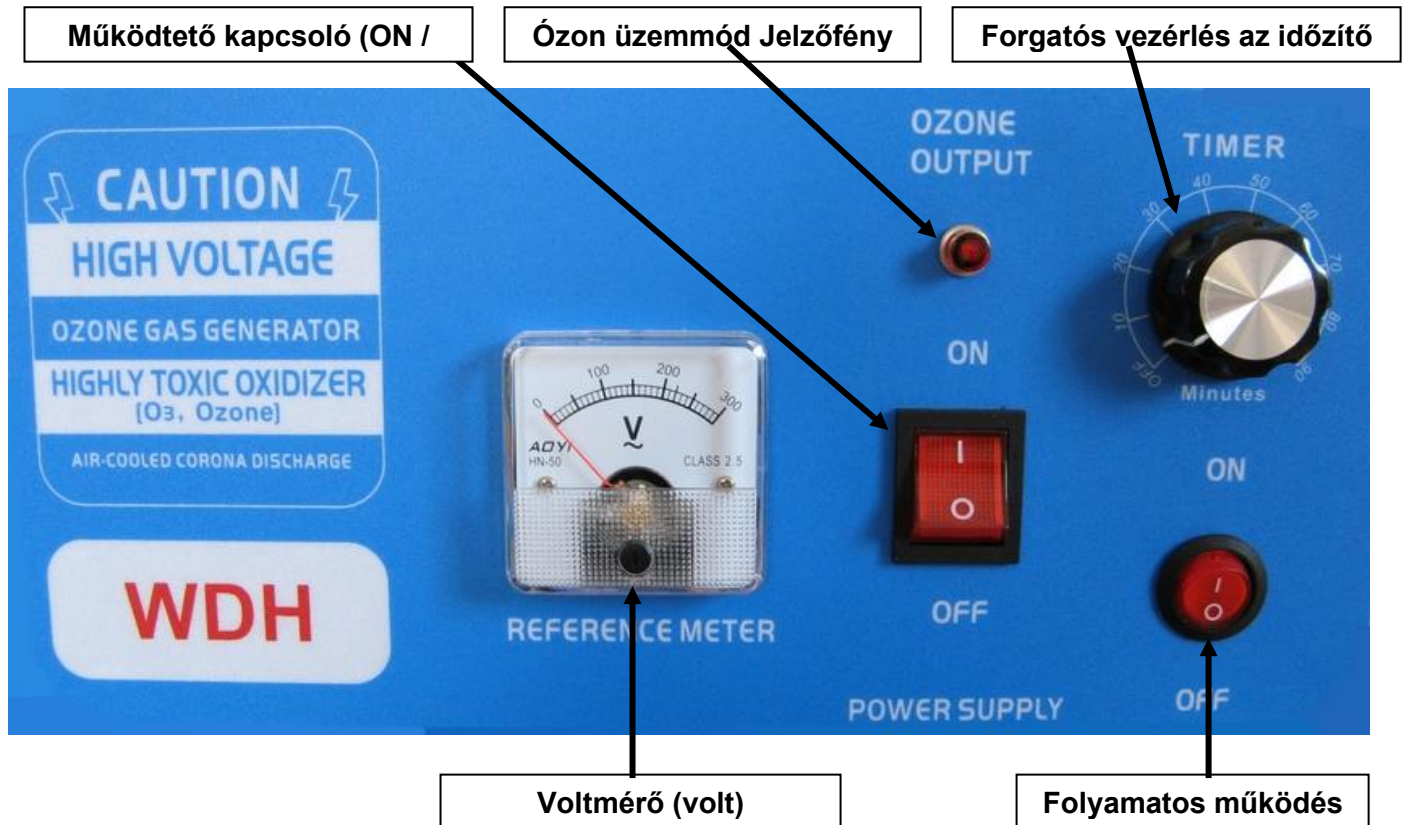 Működtető kapcsoló (ON /
Ózon üzemmód Jelzőfény
Forgatós vezérlés az időzítő
CAUTION
HIGH VOLTAGE
OZONE GAS GENERATOR
HIGHLY TOXIC OXIDIZER
[O3, Ozone]
AIR-COOLED CORONA DISCHARGE
WDH
0 100 200 300
V
~
AOYI
HN-50
CLASS 2.5
REFERENCE METER
OZONE
OUTPUT
ON
I
O
OFF
POWER SUPPLY
TIMER
OFF 10 20 30 40 50 60 70 80 90
Minutes
ON
I
O
OFF
Voltmérő (volt)
Folyamatos működés